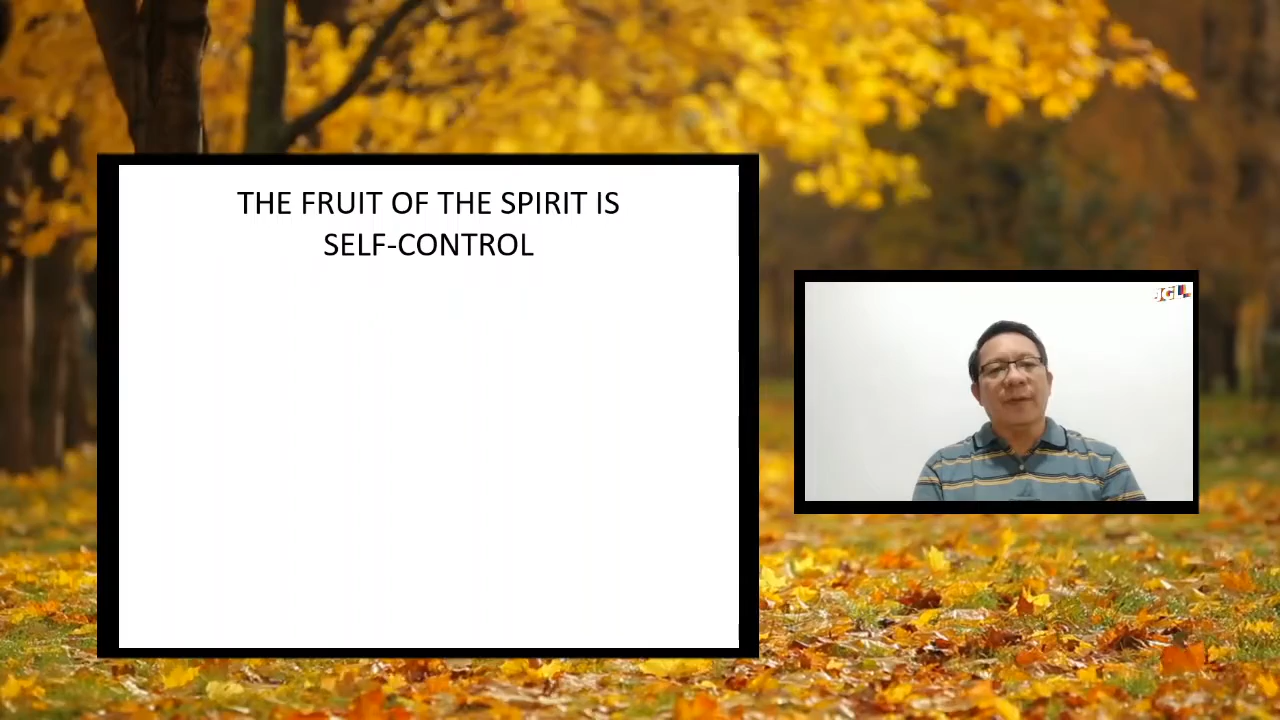 THE FRUIT OF THE SPIRIT IS
SELF-CONTROL